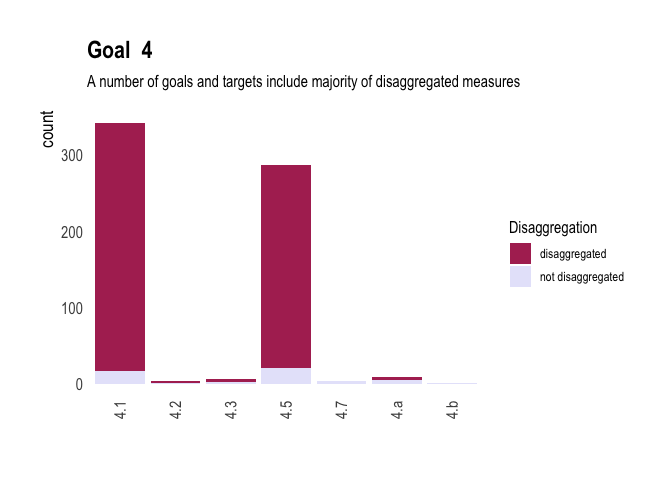 Goal  4
A number of goals and targets include majority of disaggregated measures
count
300
200
100
0
4.1
4.2
4.3
4.5
4.7
4.a
4.b
Disaggregation
disaggregated
not disaggregated